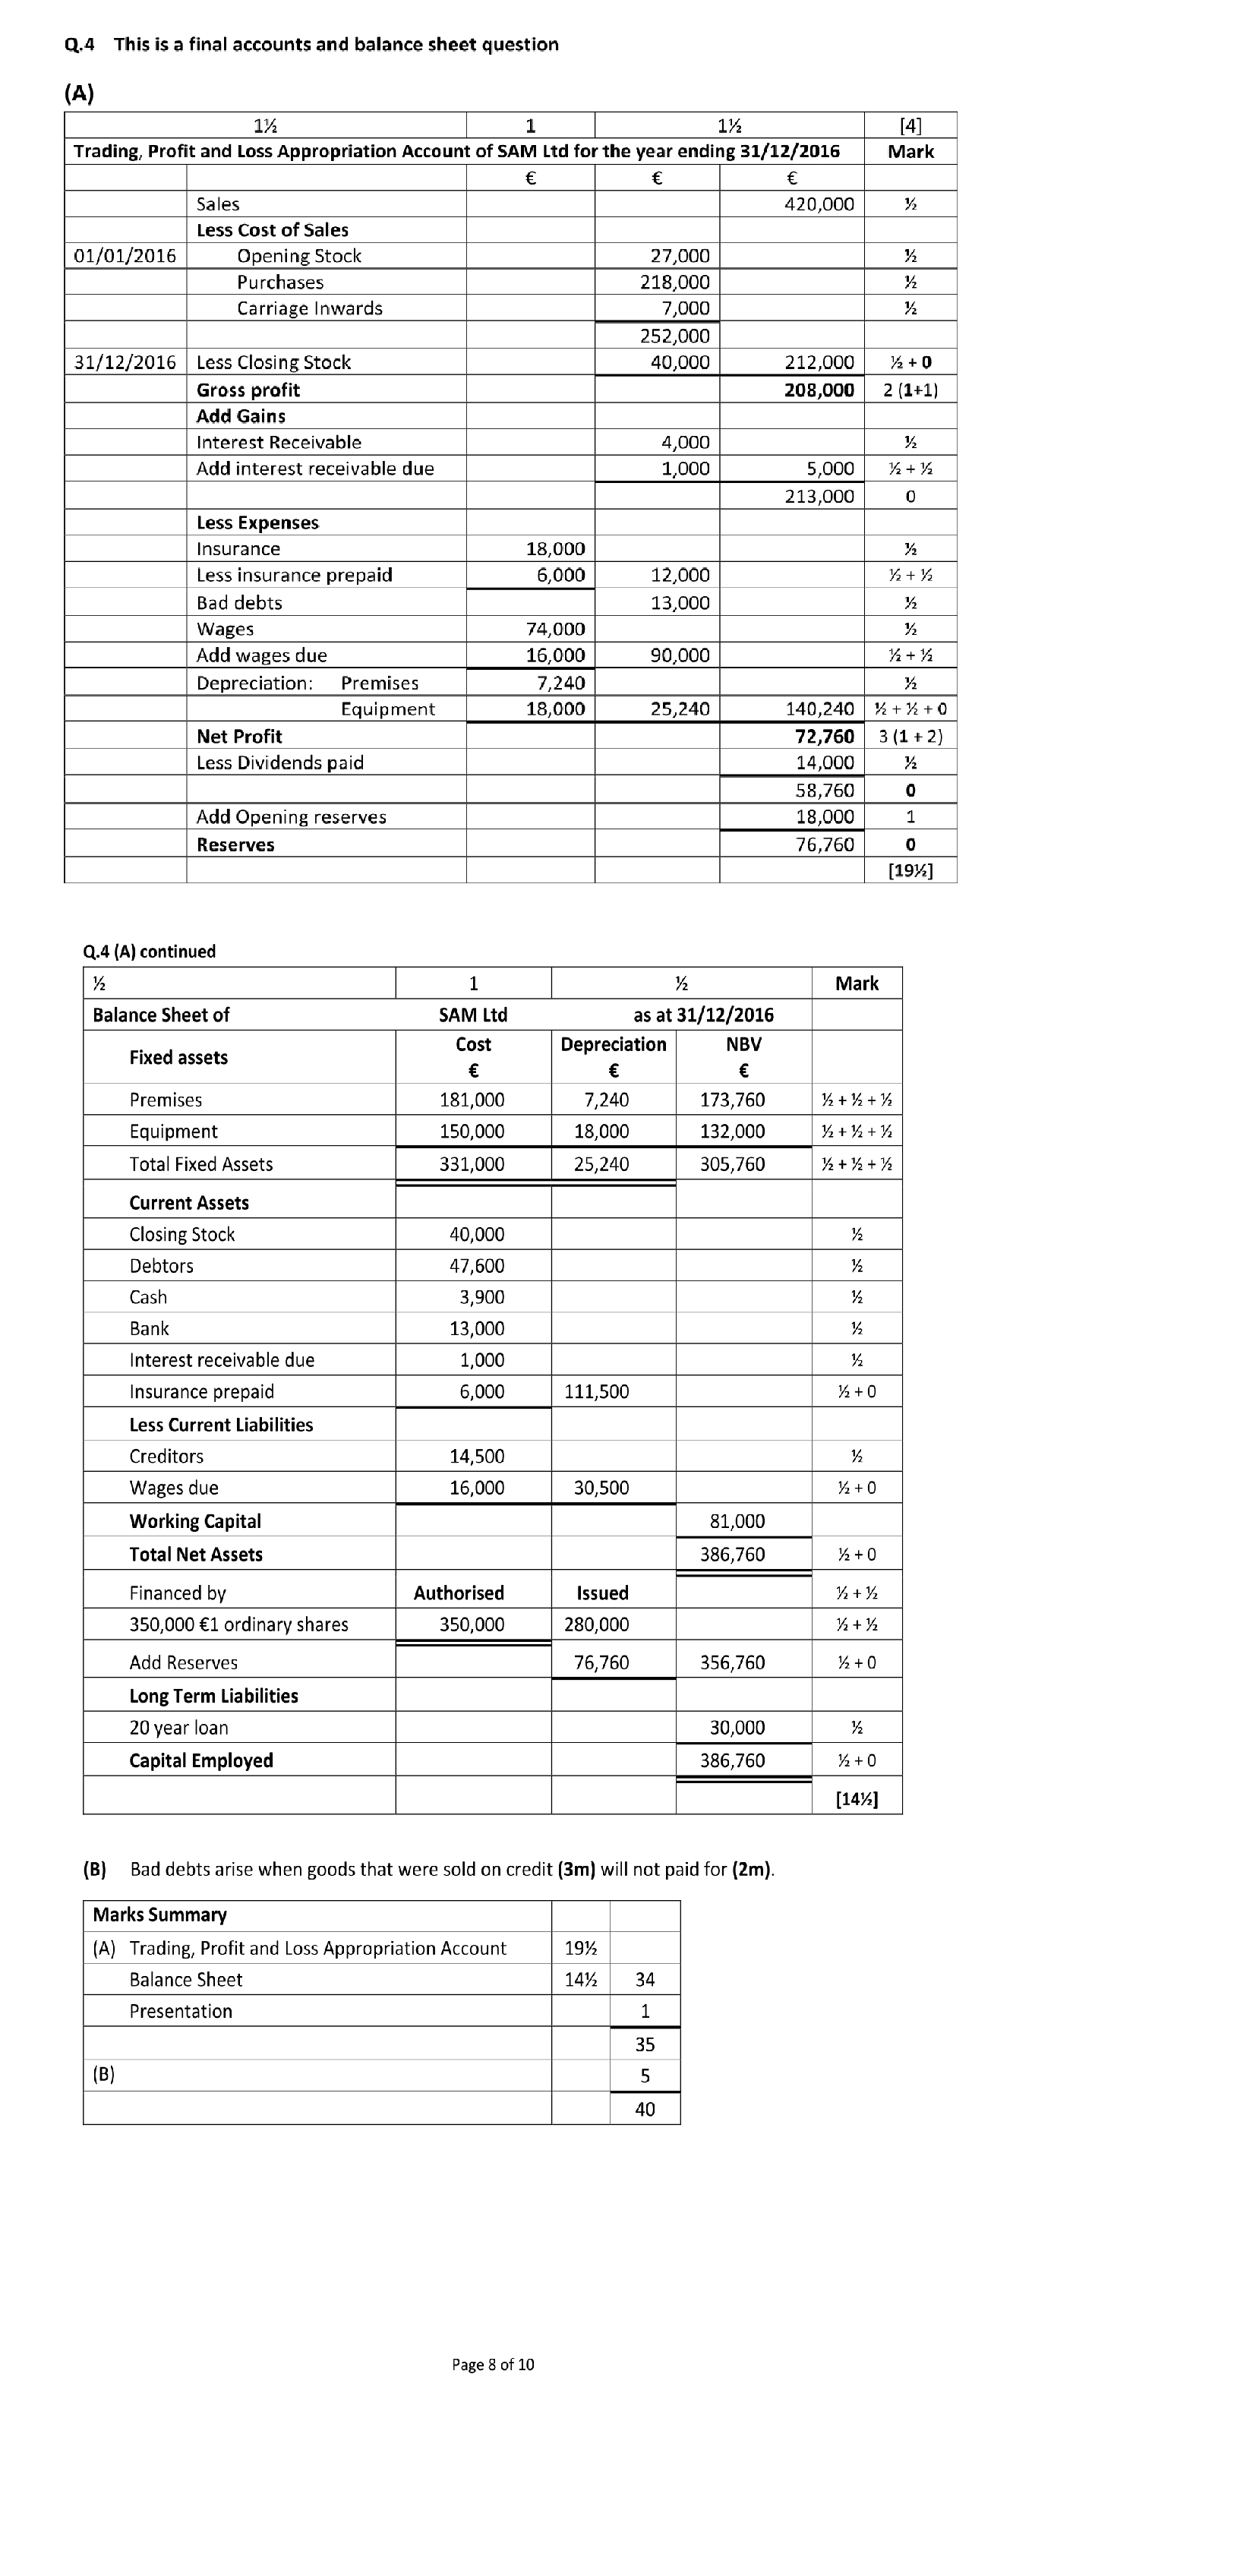 Q.4 This is a final accounts and balance sheet question
(A)
1½ 1 1½ [4]
Trading, Profit and Loss Appropriation Account of SAM Ltd for the year ending 31/12/2016 Mark
€ € €
Sales 420,000 ½
Less Cost of Sales
01/01/2016 Opening Stock 27,000 ½
Purchases 218,000 ½
Carriage Inwards 7,000 ½
252,000
31/12/2016 Less Closing Stock 40,000 212,000 ½ + 0
Gross profit 208,000 2 (1+1)
Add Gains
Interest Receivable 4,000 ½
Add interest receivable due 1,000 5,000 ½ + ½
213,000 0
Less Expenses
Insurance 18,000 ½
Less insurance prepaid 6,000 12,000 ½ + ½
Bad debts 13,000 ½
Wages 74,000 ½
Add wages due 16,000 90,000 ½ + ½
Depreciation: Premises 7,240 ½
Equipment 18,000 25,240 140,240 ½ + ½ + 0
Net Profit 72,760 3 (1 + 2)
Less Dividends paid 14,000 ½
58,760 0
Add Opening reserves 18,000 1
Reserves 76,760 0
[19½]
Q.4 (A) continued
½ 1 ½ Mark
Balance Sheet of SAM Ltd as at 31/12/2016
Fixed assets Cost € Depreciation € NBV €
Premises 181,000 7,240 173,760 ½ + ½ + ½
Equipment 150,000 18,000 132,000 ½ + ½ + ½
Total Fixed Assets 331,000 25,240 305,760 ½ + ½ + ½
Current Assets
Closing Stock 40,000 ½
Debtors 47,600 ½
Cash 3,900 ½
Bank 13,000 ½
Interest receivable due 1,000 ½
Insurance prepaid 6,000 111,500 ½ + 0
Less Current Liabilities
Creditors 14,500 ½
Wages due 16,000 30,500 ½ + 0
Working Capital 81,000
Total Net Assets 386,760 ½ + 0
Financed by Authorised Issued ½ + ½
350,000 €1 ordinary shares 350,000 280,000 ½ + ½
Add Reserves 76,760 356,760 ½ + 0
Long Term Liabilities
20 year loan 30,000 ½
Capital Employed 386,760 ½ + 0
[14½]
(B) Bad debts arise when goods that were sold on credit (3m) will not paid for (2m).
Marks Summary
(A) Trading, Profit and Loss Appropriation Account 19½
Balance Sheet 14½ 34
Presentation 1
35
(B) 5
40
Page 8 of 10